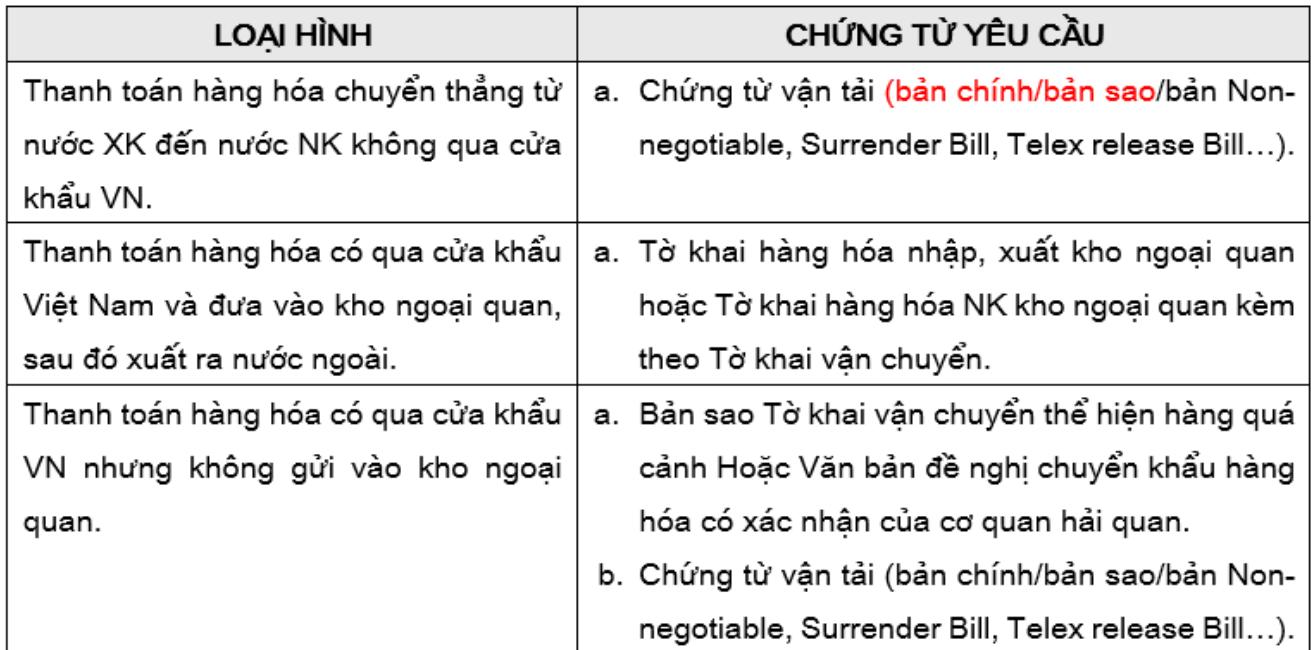 LOẠI HÌNH
CHỨNG TỪ YÊU CẦU
Thanh toán hàng hóa chuyển thẳng từ
nước XK đến nước NK không qua cửa
khẩu VN.
a. Chứng từ vận tải (bản chính/bản sao/bản Non-
negotiable, Surrender Bill, Telex release Bill…).
Thanh toán hàng hóa có qua cửa khẩu
Việt Nam và đưa vào kho ngoại quan,
sau đó xuất ra nước ngoài.
a. Tờ khai hàng hóa nhập, xuất kho ngoại quan
hoặc Tờ khai hàng hóa NK kho ngoại quan kèm
theo Tờ khai vận chuyển.
Thanh toán hàng hóa có qua cửa khẩu
VN nhưng không gửi vào kho ngoại
quan.
a. Bản sao Tờ khai vận chuyển thể hiện hàng quá
cảnh Hoặc Văn bản đề nghị chuyển khẩu hàng
hóa có xác nhận của cơ quan hải quan.
b. Chứng từ vận tải (bản chính/bản sao/bản Non-
negotiable, Surrender Bill, Telex release Bill…).